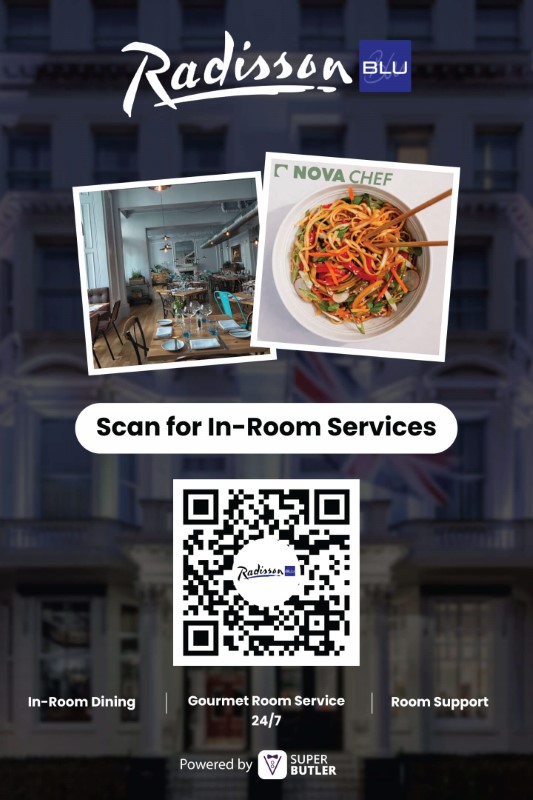 Radisson BLU
NOVA CHEF
Scan for In-Room Services
Radisson BLU
In-Room Dining
Gourmet Room Service
24/7
Room Support
Powered by SUPER BUTLER